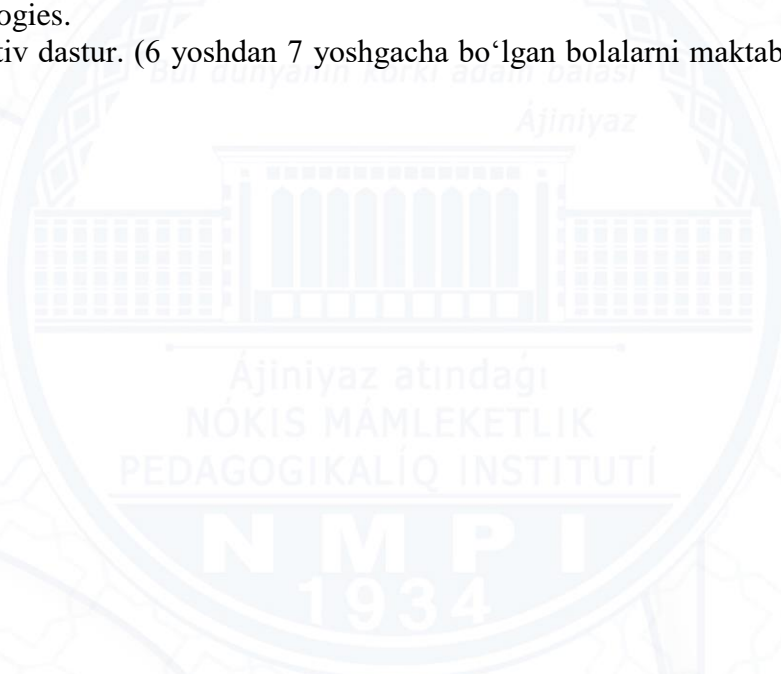 ogies.
tiv dastur. (6 yoshdan 7 yoshgacha bo‘lgan bolalarni maktab
Bul dúnyanıń kórki adam balası
Ájiniyaz
Ájiniyaz atındaǵı
NÓKIS MÁMLEKETLIK
PEDAGOGIKALÍQ INSTITUTÍ
NMPI
1934